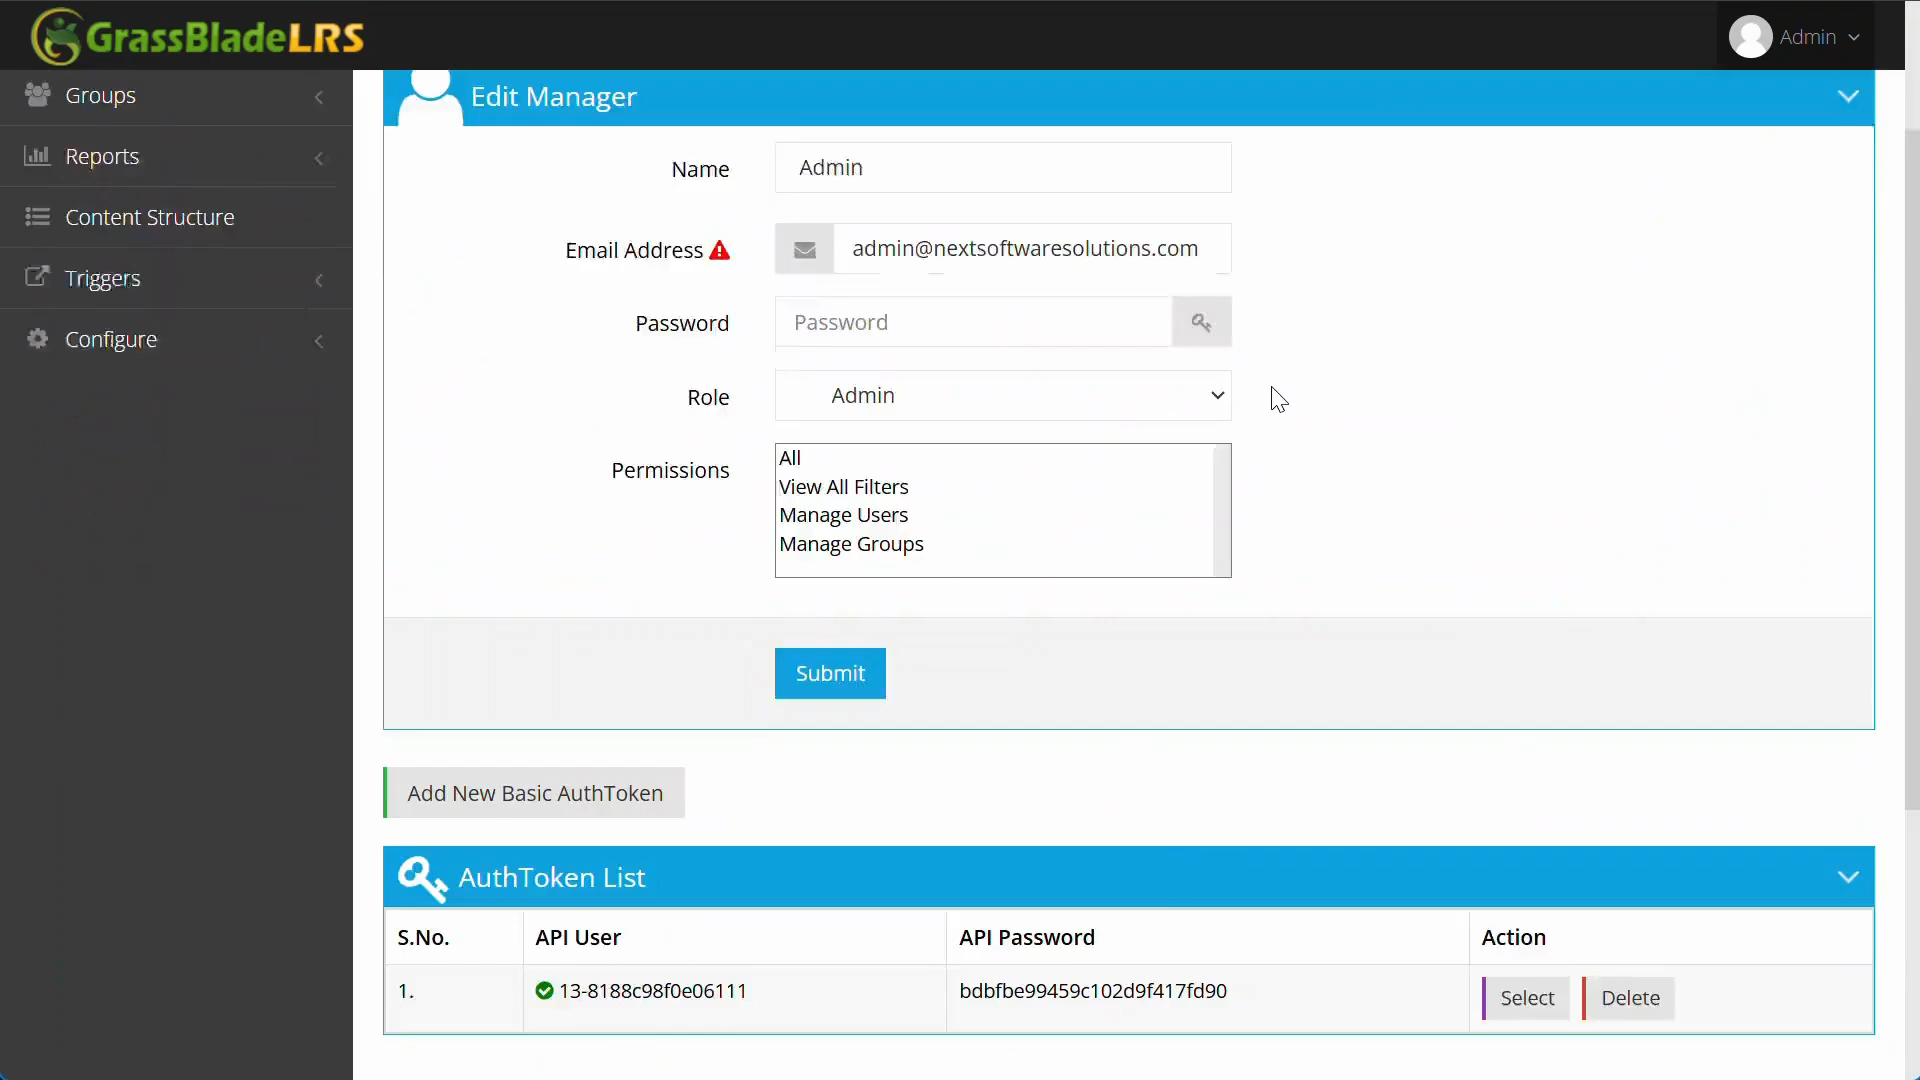 GrassBladeLRS
Admin
Groups
Reports
Content Structure
Triggers
Configure
Edit Manager
Name
Admin
Email Address
admin@nextsoftwaresolutions.com
Password
Password
Role
Admin
Permissions
All
View All Filters
Manage Users
Manage Groups
Submit
Add New Basic AuthToken
AuthToken List
S.No. API User API Password Action
1. 13-8188c98f0e06111 bdbfbe99459c102d9f417fd90 Select Delete